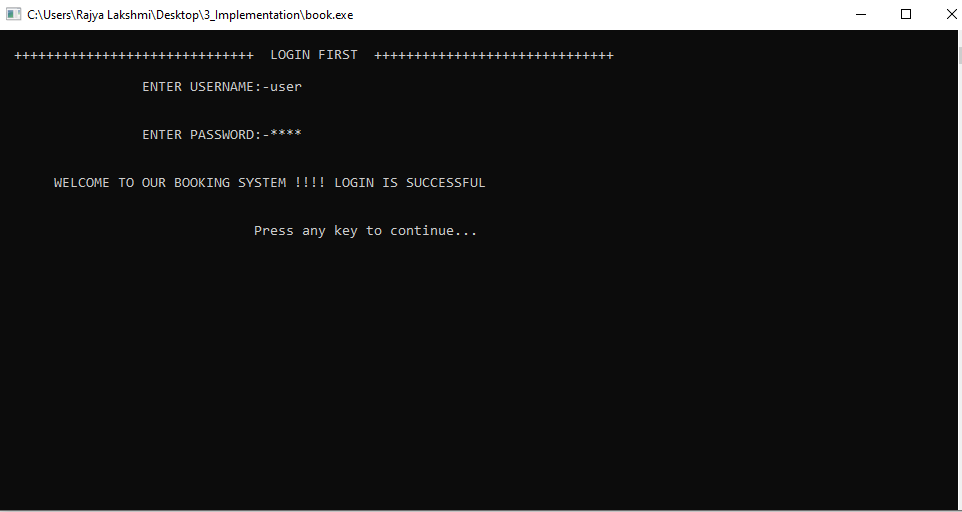 C:\Users\Rajya Lakshmi\Desktop\3_Implementation\book.exe
++++++++++++++++++++++++++++++ LOGIN FIRST ++++++++++++++++++++++++++++++
ENTER USERNAME:-user
ENTER PASSWORD:-****
WELCOME TO OUR BOOKING SYSTEM !!!! LOGIN IS SUCCESSFUL
Press any key to continue...